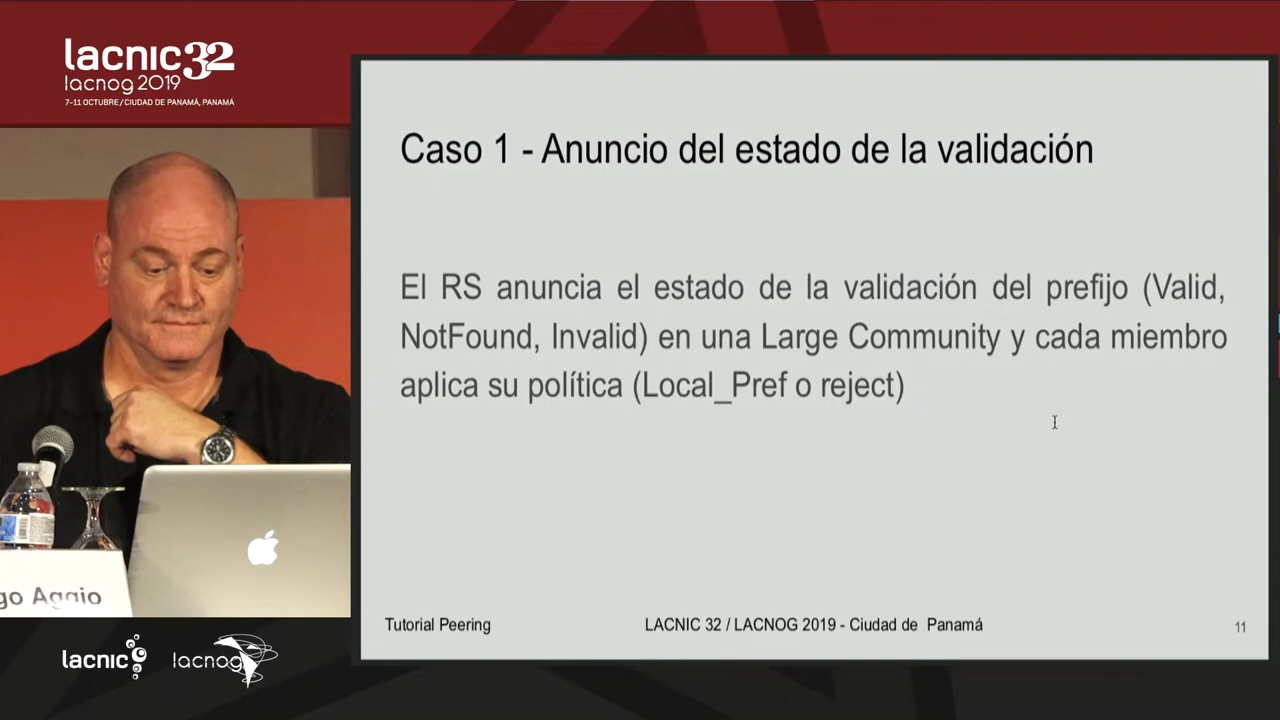 lacnic32
lacnog 2019
7-11 OCTUBRE / CIUDAD DE PANAMÁ, PANAMÁ
Caso 1 - Anuncio del estado de la validación
El RS anuncia el estado de la validación del prefijo (Valid,
NotFound, Invalid) en una Large Community y cada miembro
aplica su política (Local_Pref o reject)
Tutorial Peering
LACNIC 32 / LACNOG 2019 - Ciudad de Panamá
11
go Aggio
lacnic
lacnog